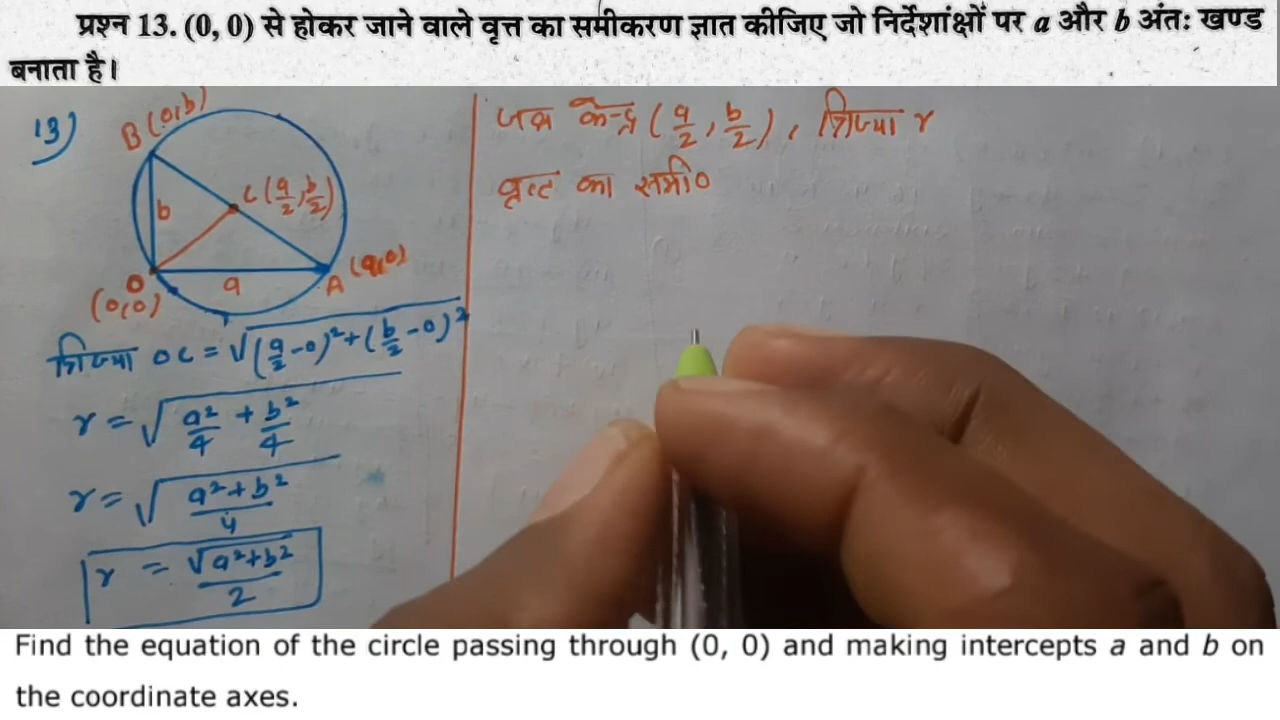 प्रश्न 13. (0, 0) से होकर जाने वाले वृत्त का समीकरण ज्ञात कीजिए जो निर्देशांक्षों पर a और b अंतः खण्ड
बनाता है।
13)
B (0,b)
C (a/2, b/2)
b
O
(0,0)
a
A (a,0)
त्रिज्या OC = √(a/2 - 0)² + (b/2 - 0)²
r = √a²/4 + b²/4
r = √a²+b²/4
r = √a²+b²/2
जब केन्द्र (a/2, b/2), त्रिज्या r
वृत्त का समी०
Find the equation of the circle passing through (0, 0) and making intercepts a and b on
the coordinate axes.